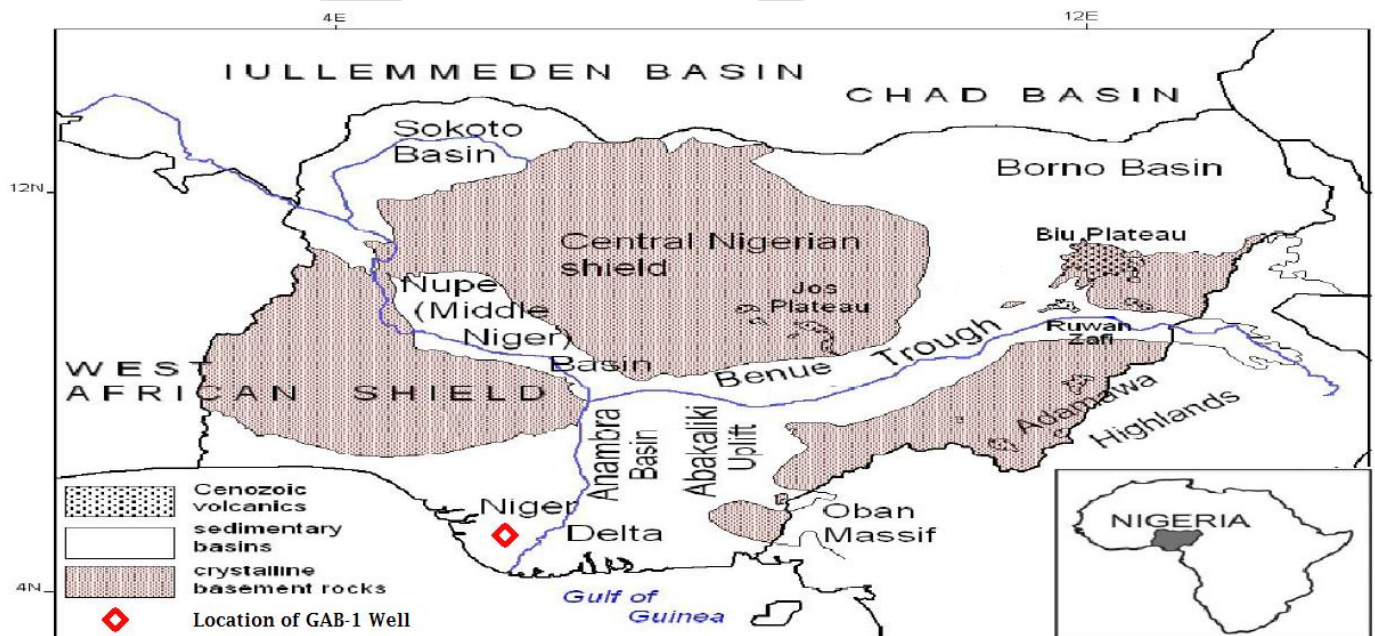 4E
12E
IULLEMMEDEN BASIN
CHAD BASIN
Sokoto
Basin
Borno Basin
12N
Biu Plateau
Central Nigerian
shield
Nupe
(Middle
Niger)
Basin
Jos
Plateau
Ruwan
Zafi
Benue Trough
WEST
AFRICAN SHIELD
Adamawa
Highlands
Anambra
Basin
Abakaliki
Uplift
Cenozoic
volcanics
sedimentary
basins
crystalline
basement rocks
Location of GAB-1 Well
Niger
Delta
Oban
Massif
4N
Gulf of
Guinea
NIGERIA